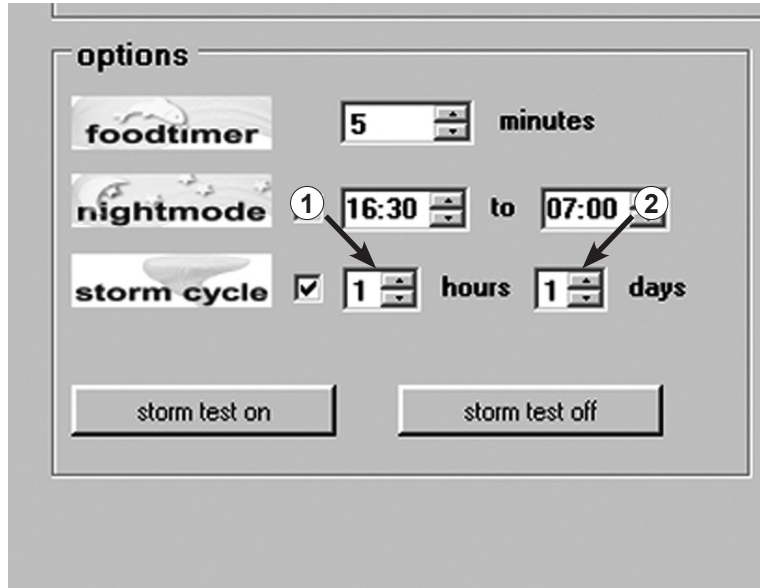 options
foodtimer 5 minutes
nightmode 1 16:30 to 07:00 2
storm cycle 1 hours 1 days
storm test on storm test off